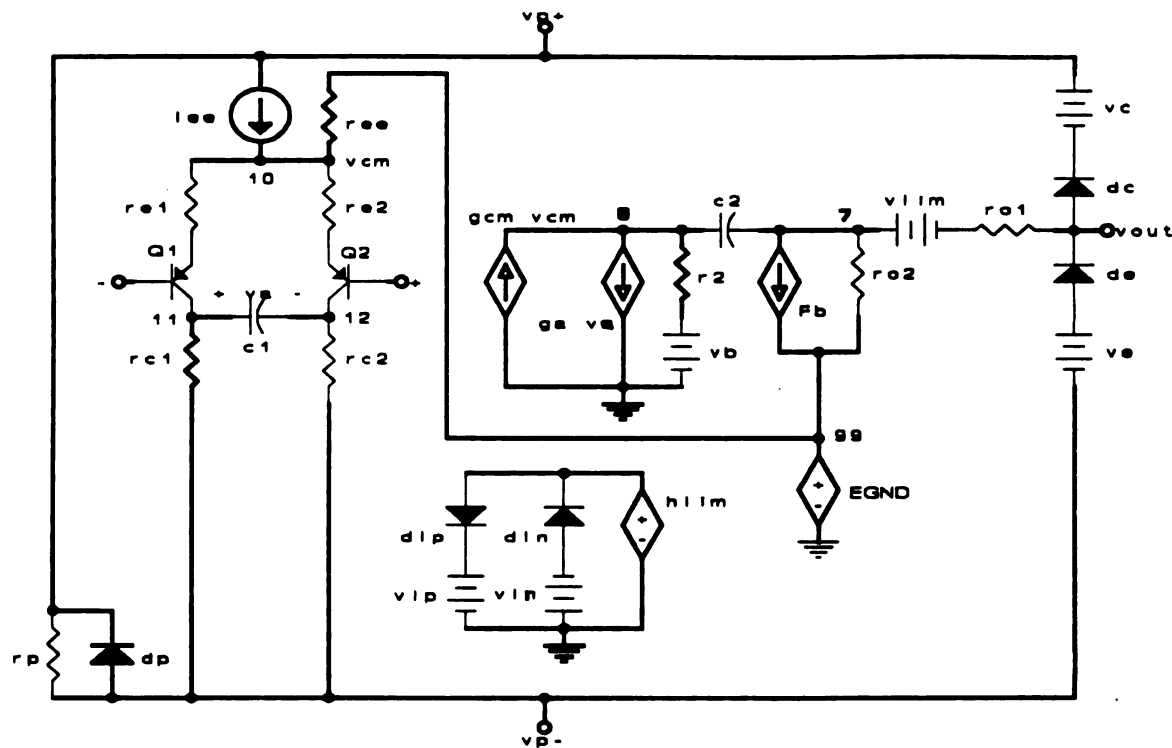 vp+
Iee
ree
vc
vcm
10
re1
re2
dc
gcm vcm
6
c2
7
vlim
ro1
vout
Q1
Q2
-
+ va -
+
r2
ro2
de
11
12
ga va
Fb
rc1
c1
rc2
vb
ve
gg
+
-
EGND
hlim
+
-
dlp
dln
vlp
vln
rp
dp
vp-